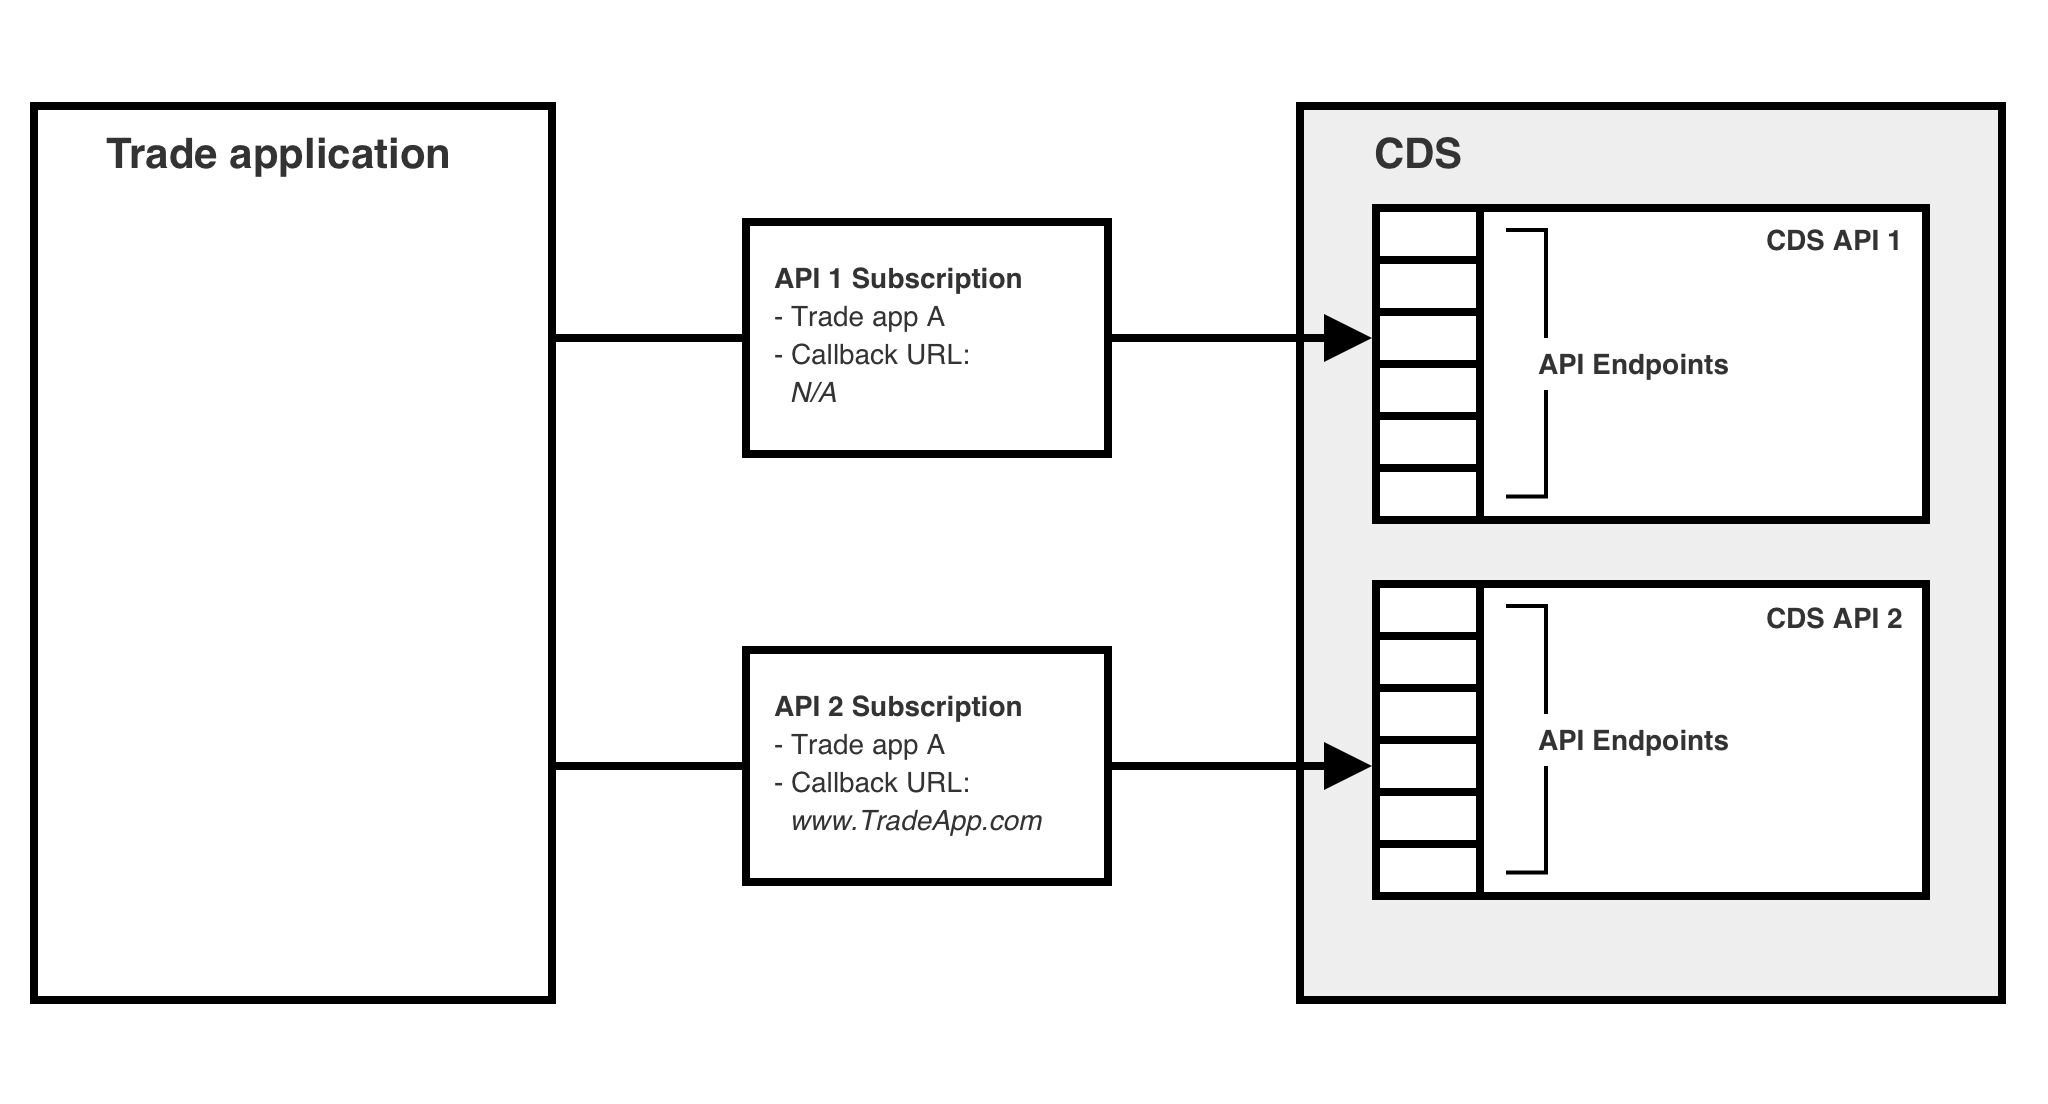 Trade application
API 1 Subscription
- Trade app A
- Callback URL:
N/A
API 2 Subscription
- Trade app A
- Callback URL:
www.TradeApp.com
CDS
CDS API 1
API Endpoints
CDS API 2
API Endpoints